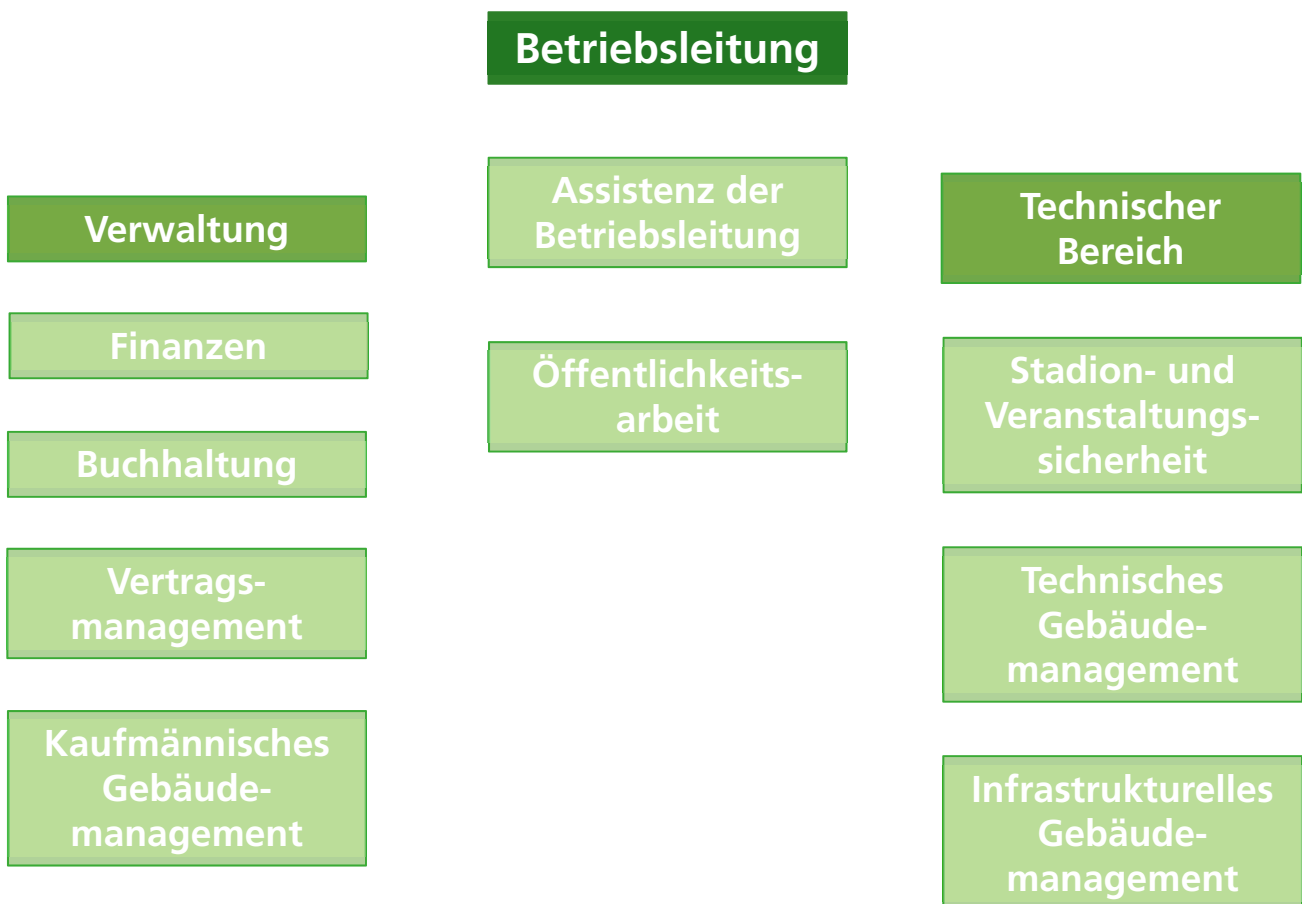 Betriebsleitung
Verwaltung
Finanzen
Buchhaltung
Vertrags-
management
Kaufmännisches
Gebäude-
management
Assistenz der
Betriebsleitung
Öffentlichkeits-
arbeit
Technischer
Bereich
Stadion- und
Veranstaltungs-
sicherheit
Technisches
Gebäude-
management
Infrastrukturelles
Gebäude-
management